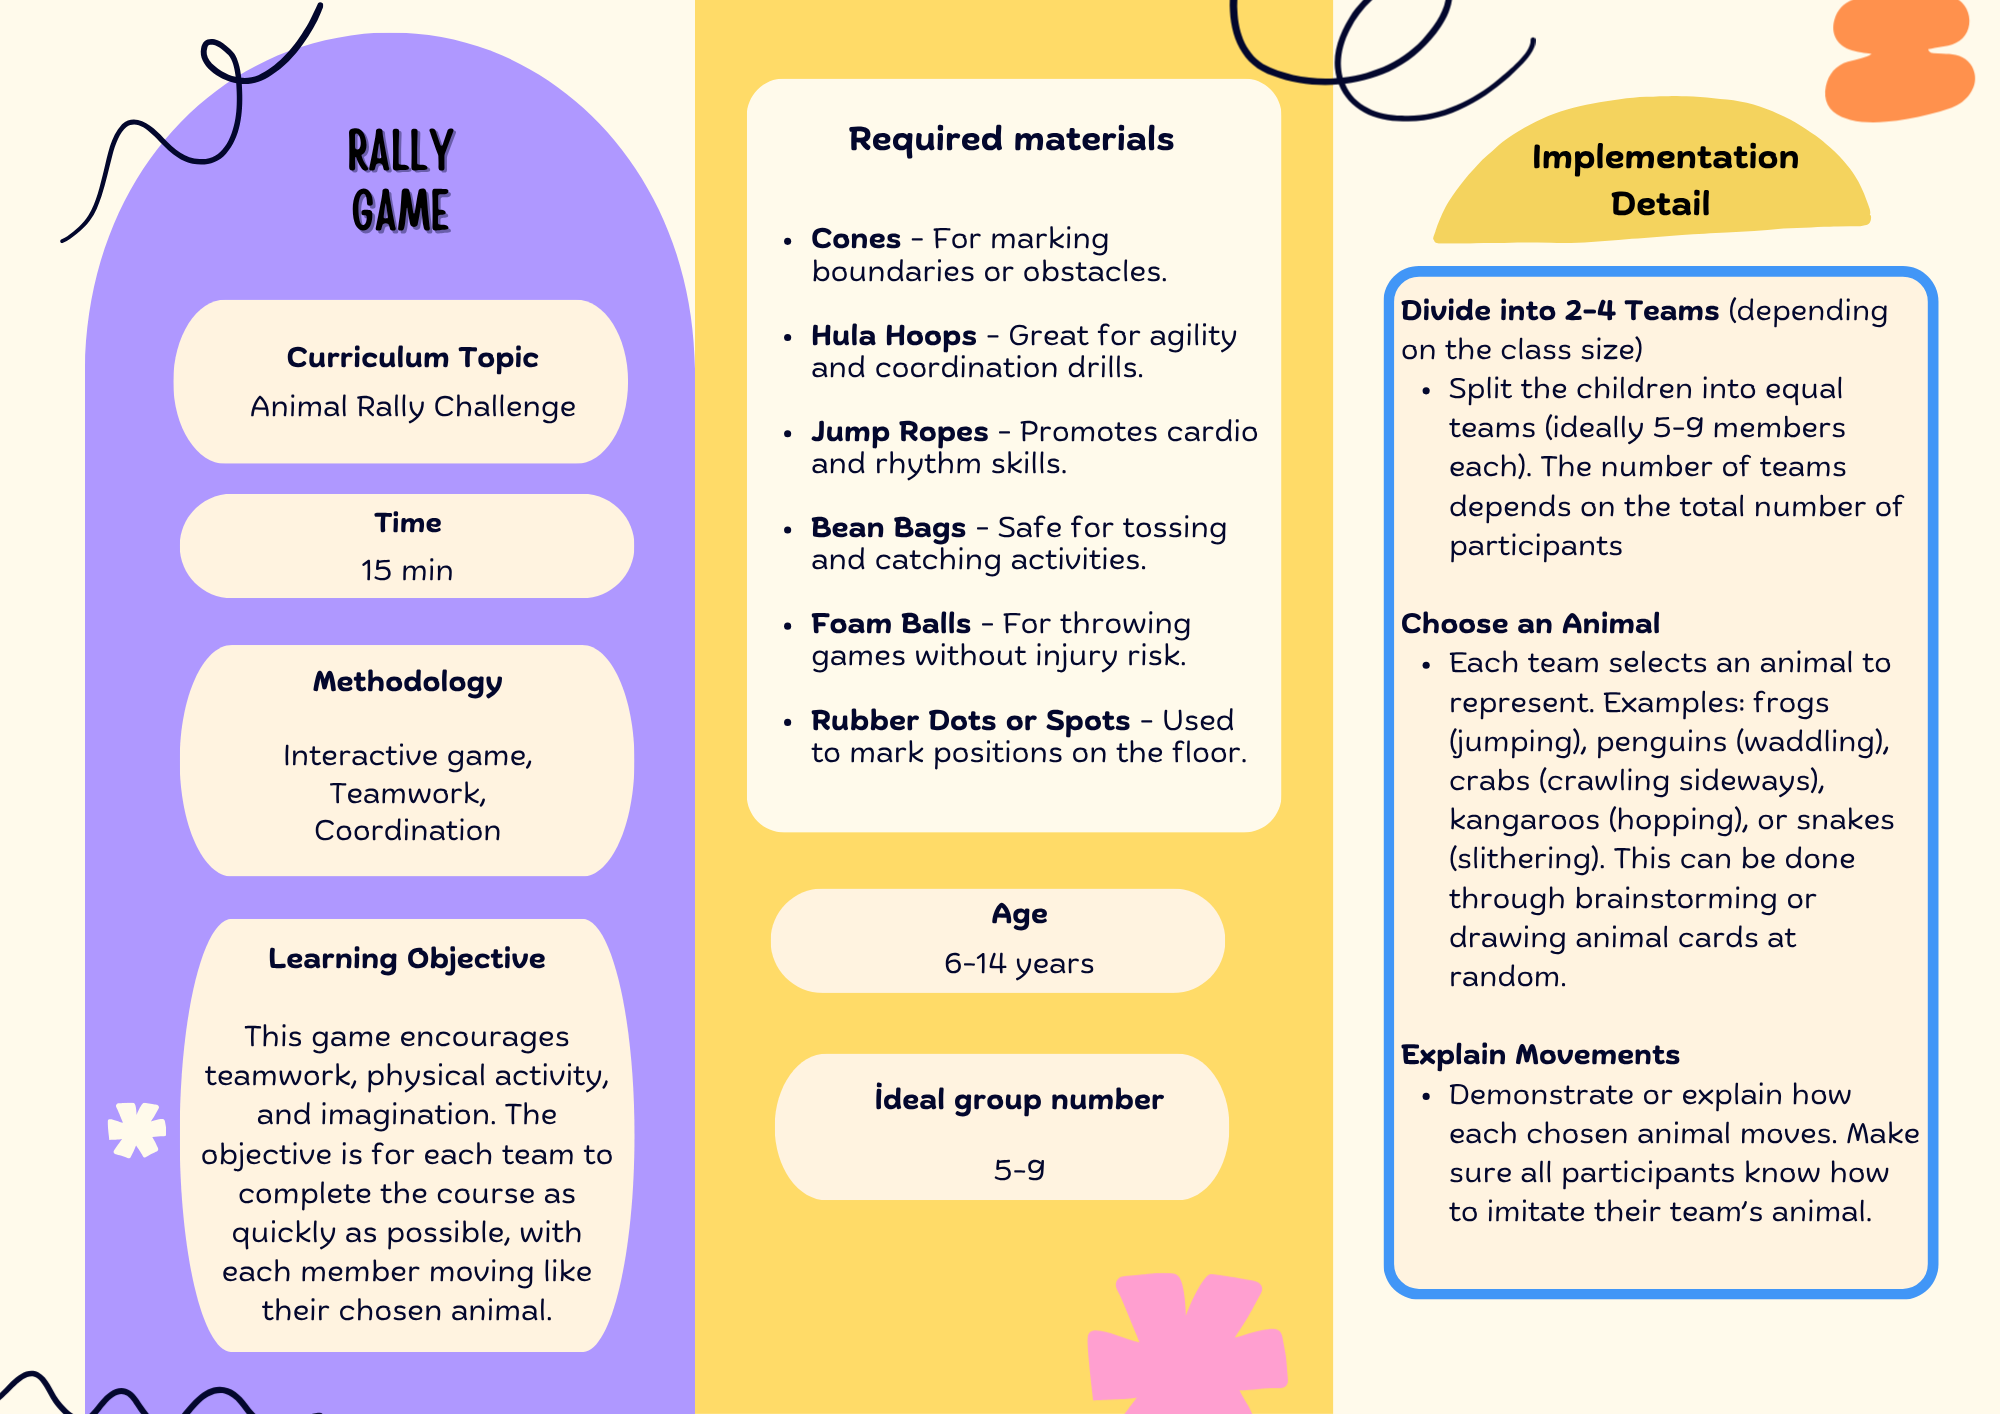 RALLY
GAME
Curriculum Topic
Animal Rally Challenge
Time
15 min
Methodology
Interactive game,
Teamwork,
Coordination
Learning Objective
This game encourages
teamwork, physical activity,
and imagination. The
objective is for each team to
complete the course as
quickly as possible, with
each member moving like
their chosen animal.
Required materials
• Cones - For marking
boundaries or obstacles.
• Hula Hoops - Great for agility
and coordination drills.
• Jump Ropes - Promotes cardio
and rhythm skills.
• Bean Bags - Safe for tossing
and catching activities.
• Foam Balls - For throwing
games without injury risk.
• Rubber Dots or Spots - Used
to mark positions on the floor.
Age
6-14 years
İdeal group number
5-9
Implementation
Detail
Divide into 2-4 Teams (depending
on the class size)
• Split the children into equal
teams (ideally 5-9 members
each). The number of teams
depends on the total number of
participants
Choose an Animal
• Each team selects an animal to
represent. Examples: frogs
(jumping), penguins (waddling),
crabs (crawling sideways),
kangaroos (hopping), or snakes
(slithering). This can be done
through brainstorming or
drawing animal cards at
random.
Explain Movements
• Demonstrate or explain how
each chosen animal moves. Make
sure all participants know how
to imitate their team's animal.